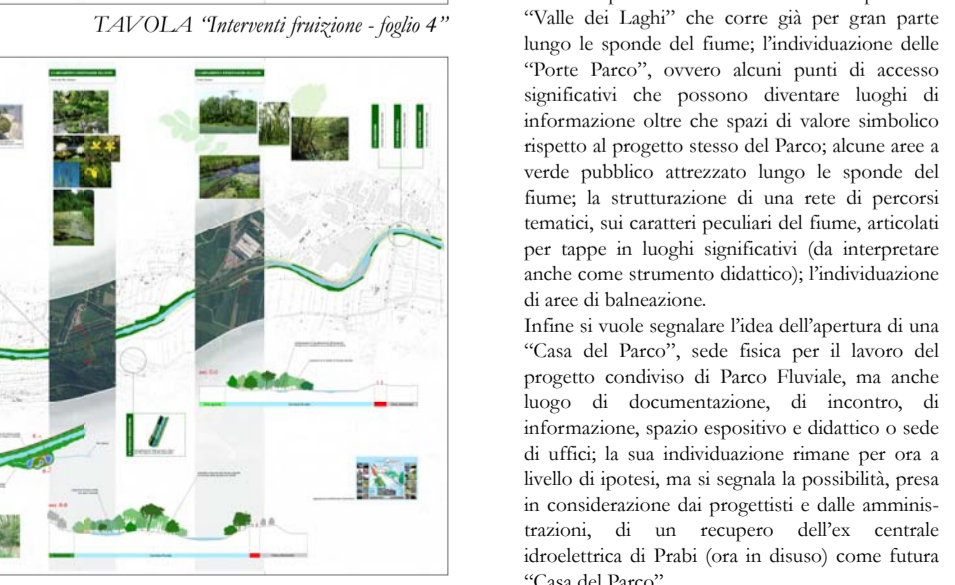 TAVOLA “Interventi fruizione - foglio 4”
“Valle dei Laghi” che corre già per gran parte
lungo le sponde del fiume; l’individuazione delle
“Porte Parco”, ovvero alcuni punti di accesso
significativi che possono diventare luoghi di
informazione oltre che spazi di valore simbolico
rispetto al progetto stesso del Parco; alcune aree a
verde pubblico attrezzato lungo le sponde del
fiume; la strutturazione di una rete di percorsi
tematici, sui caratteri peculiari del fiume, articolati
per tappe in luoghi significativi (da interpretare
anche come strumento didattico); l’individuazione
di aree di balneazione.
Infine si vuole segnalare l’idea dell’apertura di una
“Casa del Parco”, sede fisica per il lavoro del
progetto condiviso di Parco Fluviale, ma anche
luogo di documentazione, di incontro, di
informazione, spazio espositivo e didattico o sede
di uffici; la sua individuazione rimane per ora a
livello di ipotesi, ma si segnala la possibilità, presa
in considerazione dai progettisti e dalle amminis-
trazioni, di un recupero dell’ex centrale
idroelettrica di Prabi (ora in disuso) come futura
“Casa del Parco”